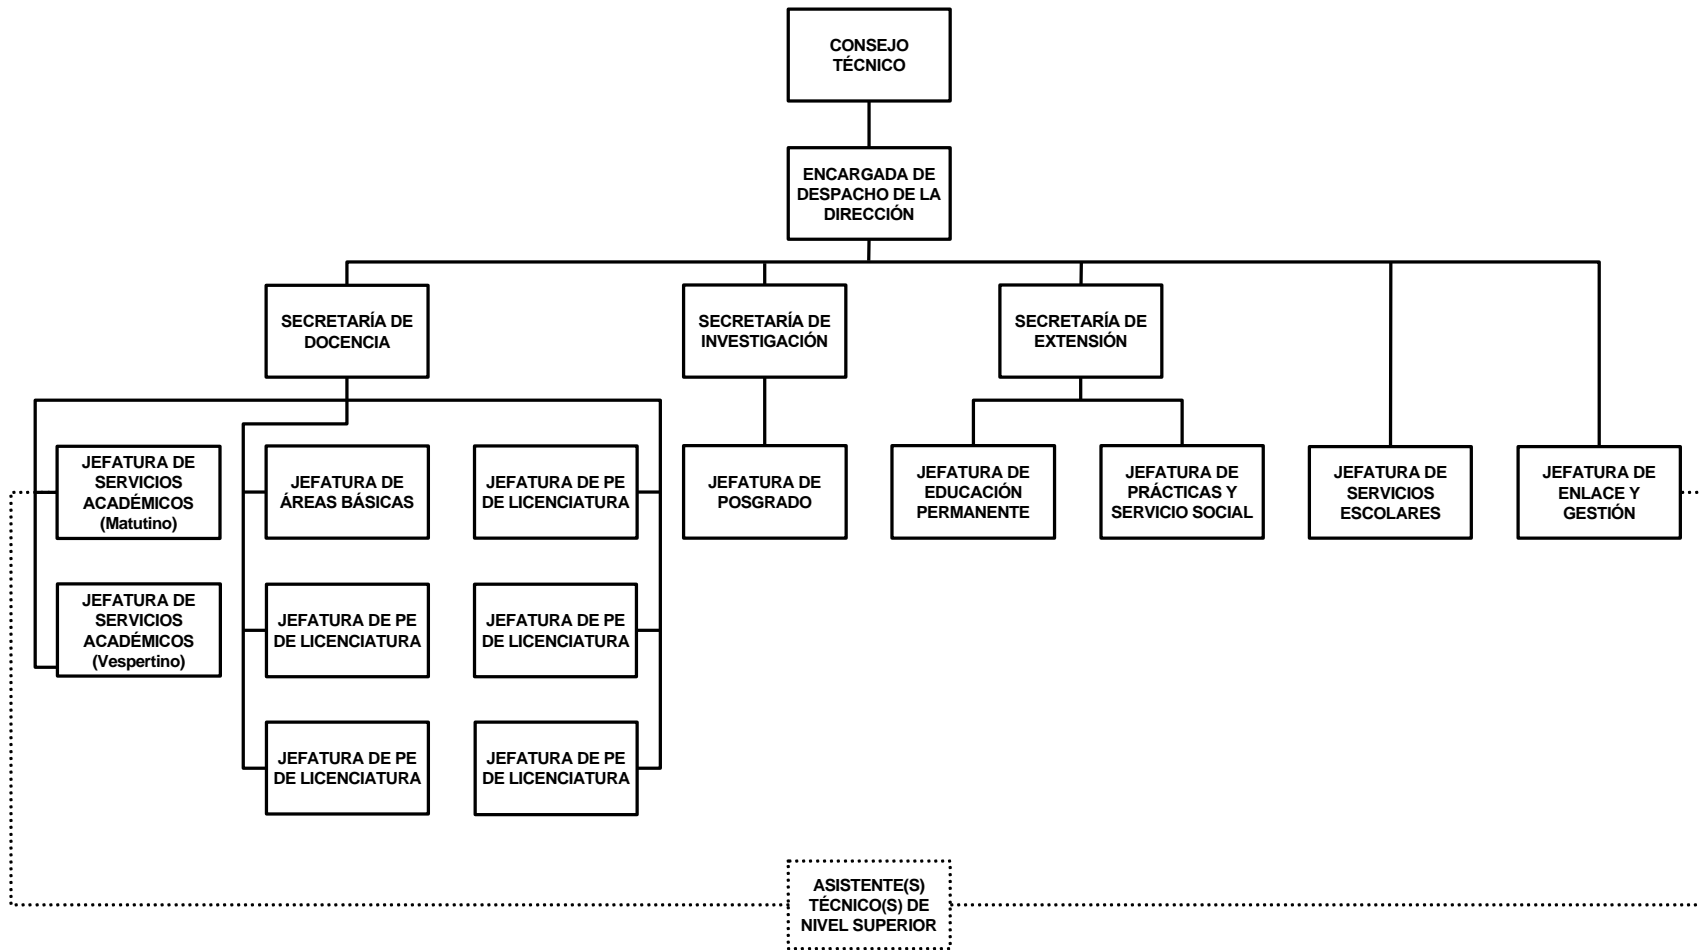 CONSEJO
TÉCNICO
ENCARGADA DE
DESPACHO DE LA
DIRECCIÓN
SECRETARÍA DE
DOCENCIA
SECRETARÍA DE
INVESTIGACIÓN
SECRETARÍA DE
EXTENSIÓN
JEFATURA DE
SERVICIOS
ACADÉMICOS
(Matutino)
JEFATURA DE
ÁREAS BÁSICAS
JEFATURA DE PE
DE LICENCIATURA
JEFATURA DE
POSGRADO
JEFATURA DE
EDUCACIÓN
PERMANENTE
JEFATURA DE
PRÁCTICAS Y
SERVICIO SOCIAL
JEFATURA DE
SERVICIOS
ESCOLARES
JEFATURA DE
ENLACE Y
GESTIÓN
JEFATURA DE
SERVICIOS
ACADÉMICOS
(Vespertino)
JEFATURA DE PE
DE LICENCIATURA
JEFATURA DE PE
DE LICENCIATURA
JEFATURA DE PE
DE LICENCIATURA
JEFATURA DE PE
DE LICENCIATURA
ASISTENTE(S)
TÉCNICO(S) DE
NIVEL SUPERIOR